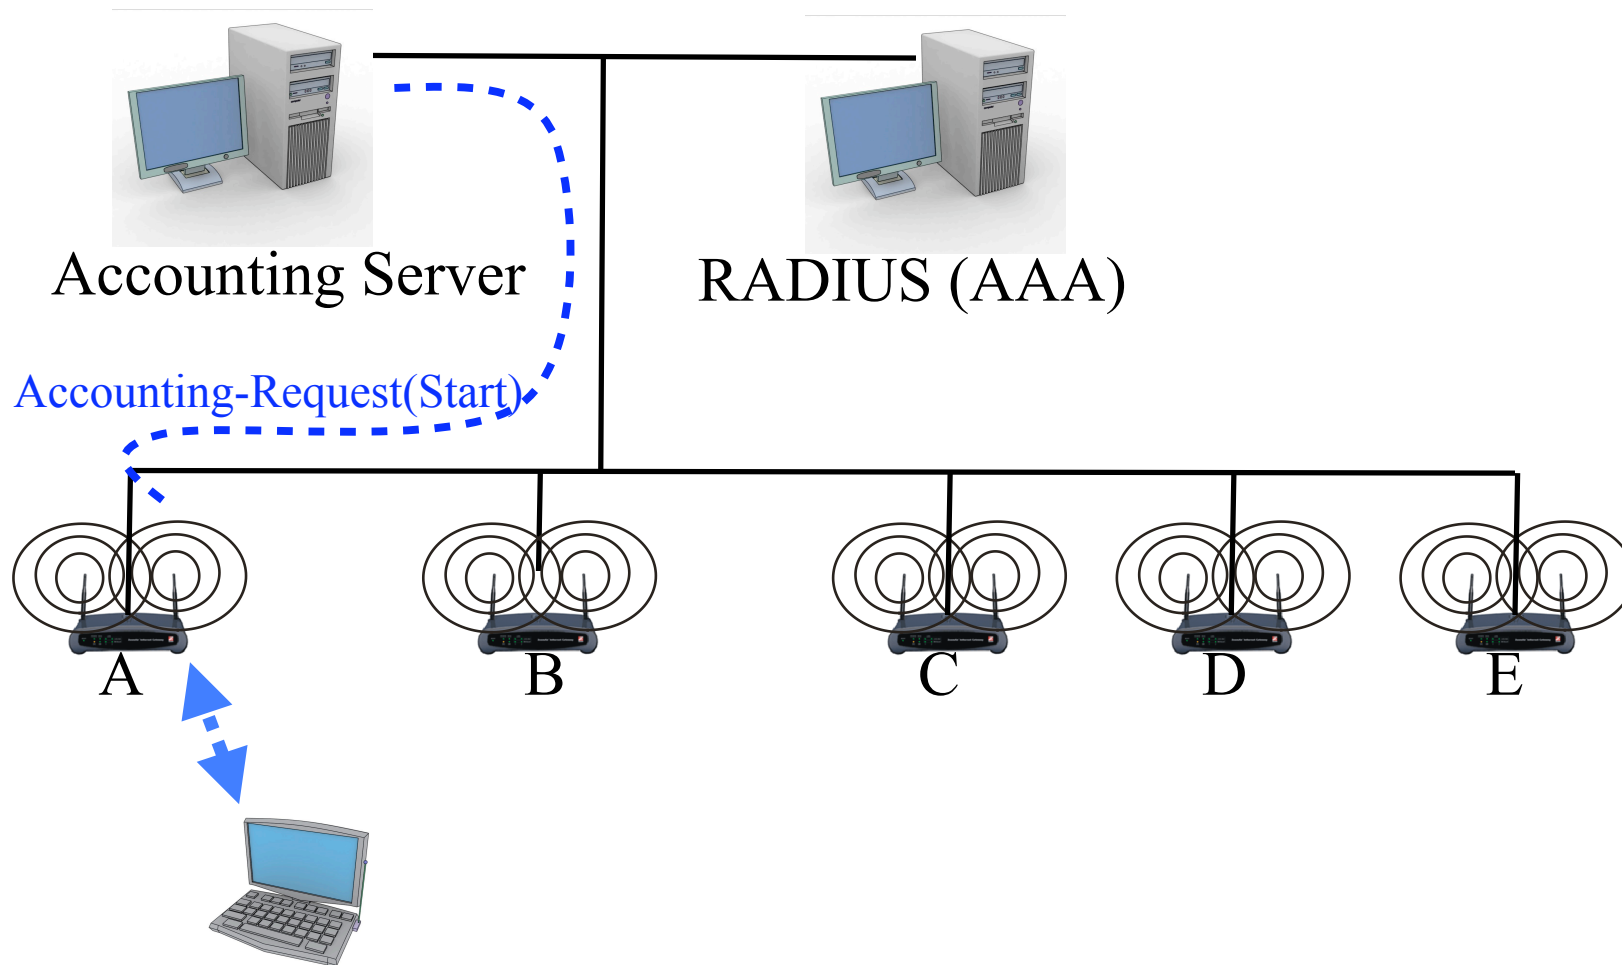 Accounting Server
RADIUS (AAA)
Accounting-Request(Start)
A
B
C
D
E